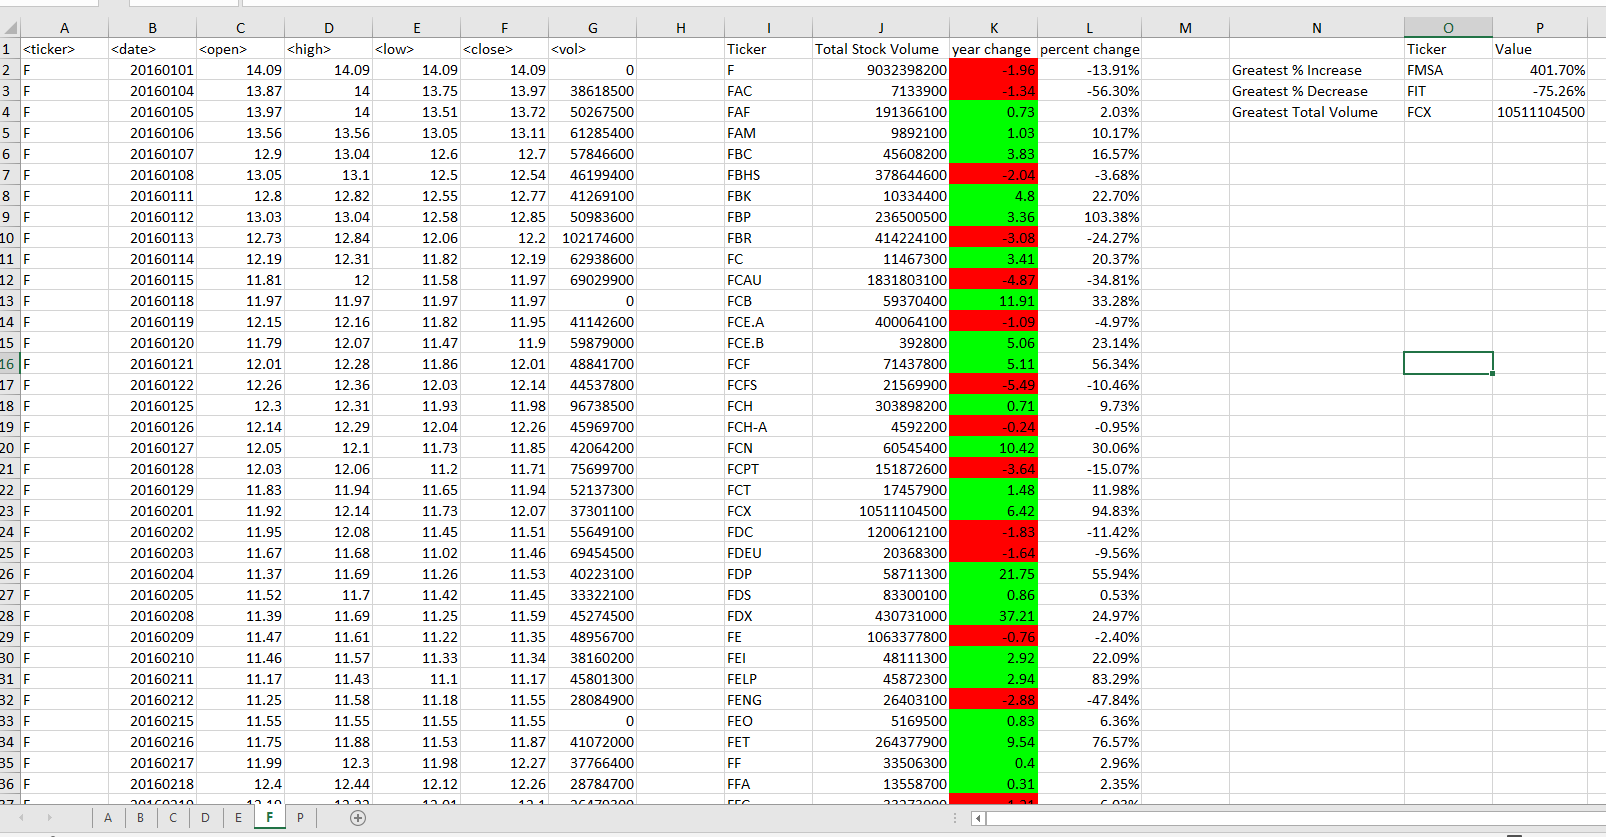 A B C D E F G H I J K L M N O P
1 <ticker> <date> <open> <high> <low> <close> <vol> Ticker Total Stock Volume year change percent change Ticker Value
2 F 20160101 14.09 14.09 14.09 14.09 0 F 9032398200 -1.96 -13.91% Greatest % Increase FMSA 401.70%
3 F 20160104 13.87 14 13.75 13.97 38618500 FAC 7133900 -1.34 -56.30% Greatest % Decrease FIT -75.26%
4 F 20160105 13.97 14 13.51 13.72 50267500 FAF 191366100 0.73 2.03% Greatest Total Volume FCX 10511104500
5 F 20160106 13.56 13.56 13.05 13.11 61285400 FAM 9892100 1.03 10.17%
6 F 20160107 12.9 13.04 12.6 12.7 57846600 FBC 45608200 3.83 16.57%
7 F 20160108 13.05 13.1 12.5 12.54 46199400 FBHS 378644600 -2.04 -3.68%
8 F 20160111 12.8 12.82 12.55 12.77 41269100 FBK 10334400 4.8 22.70%
9 F 20160112 13.03 13.04 12.58 12.85 50983600 FBP 236500500 3.36 103.38%
10 F 20160113 12.73 12.84 12.06 12.2 102174600 FBR 414224100 -3.08 -24.27%
11 F 20160114 12.19 12.31 11.82 12.19 62938600 FC 11467300 3.41 20.37%
12 F 20160115 11.81 12 11.58 11.97 69029900 FCAU 1831803100 -4.87 -34.81%
13 F 20160118 11.97 11.97 11.97 11.97 0 FCB 59370400 11.91 33.28%
14 F 20160119 12.15 12.16 11.82 11.95 41142600 FCE.A 400064100 -1.09 -4.97%
15 F 20160120 11.79 12.07 11.47 11.9 59879000 FCE.B 392800 5.06 23.14%
16 F 20160121 12.01 12.28 11.86 12.01 48841700 FCF 71437800 5.11 56.34%
17 F 20160122 12.26 12.36 12.03 12.14 44537800 FCFS 21569900 -5.49 -10.46%
18 F 20160125 12.3 12.31 11.93 11.98 96738500 FCH 303898200 0.71 9.73%
19 F 20160126 12.14 12.29 12.04 12.26 45969700 FCH-A 4592200 -0.24 -0.95%
20 F 20160127 12.05 12.1 11.73 11.85 42064200 FCN 60545400 10.42 30.06%
21 F 20160128 12.03 12.06 11.2 11.71 75699700 FCPT 151872600 -3.64 -15.07%
22 F 20160129 11.83 11.94 11.65 11.94 52137300 FCT 17457900 1.48 11.98%
23 F 20160201 11.92 12.14 11.73 12.07 37301100 FCX 10511104500 6.42 94.83%
24 F 20160202 11.95 12.08 11.45 11.51 55649100 FDC 1200612100 -1.83 -11.42%
25 F 20160203 11.67 11.68 11.02 11.46 69454500 FDEU 20368300 -1.64 -9.56%
26 F 20160204 11.37 11.69 11.26 11.53 40223100 FDP 58711300 21.75 55.94%
27 F 20160205 11.52 11.7 11.42 11.45 33322100 FDS 83300100 0.86 0.53%
28 F 20160208 11.39 11.69 11.25 11.59 45274500 FDX 430731000 37.21 24.97%
29 F 20160209 11.47 11.61 11.22 11.35 48956700 FE 1063377800 -0.76 -2.40%
30 F 20160210 11.46 11.57 11.33 11.34 38160200 FEI 48111300 2.92 22.09%
31 F 20160211 11.17 11.43 11.1 11.17 45801300 FELP 45872300 2.94 83.29%
32 F 20160212 11.25 11.58 11.18 11.55 28084900 FENG 26403100 -2.88 -47.84%
33 F 20160215 11.55 11.55 11.55 11.55 0 FEO 5169500 0.83 6.36%
34 F 20160216 11.75 11.88 11.53 11.87 41072000 FET 264377900 9.54 76.57%
35 F 20160217 11.99 12.3 11.98 12.27 37766400 FF 33506300 0.4 2.96%
36 F 20160218 12.4 12.44 12.12 12.26 28784700 FFA 13558700 0.31 2.35%
A B C D E F P